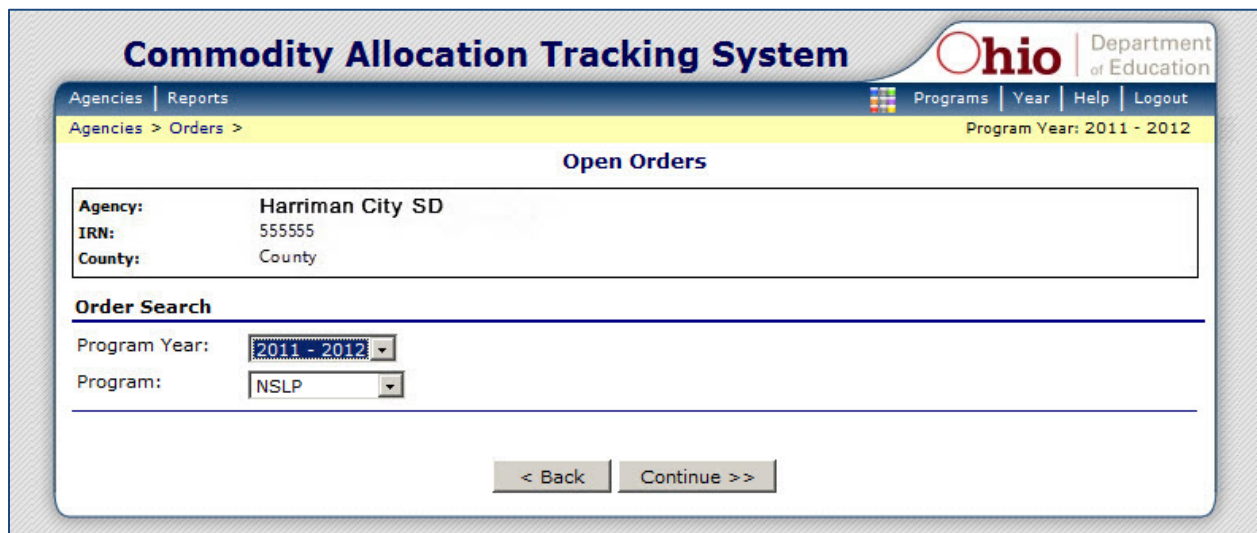 Commodity Allocation Tracking System
Ohio Department of Education
Agencies | Reports Programs | Year | Help | Logout
Agencies > Orders > Program Year: 2011 - 2012
Open Orders
Agency: Harriman City SD
IRN: 555555
County: County
Order Search
Program Year: 2011 - 2012
Program: NSLP
< Back Continue >>